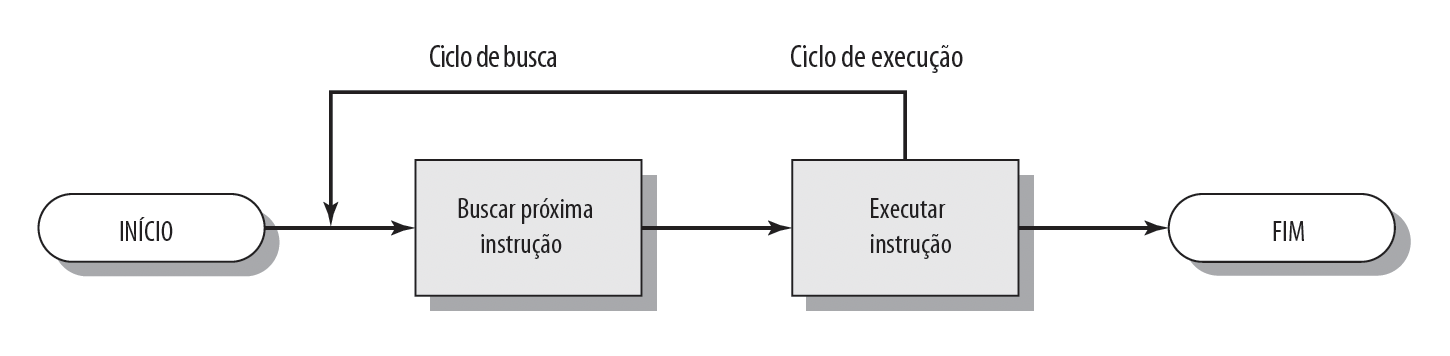 Ciclo de busca
Ciclo de execução
INÍCIO
Buscar próxima
instrução
Executar
instrução
FIM